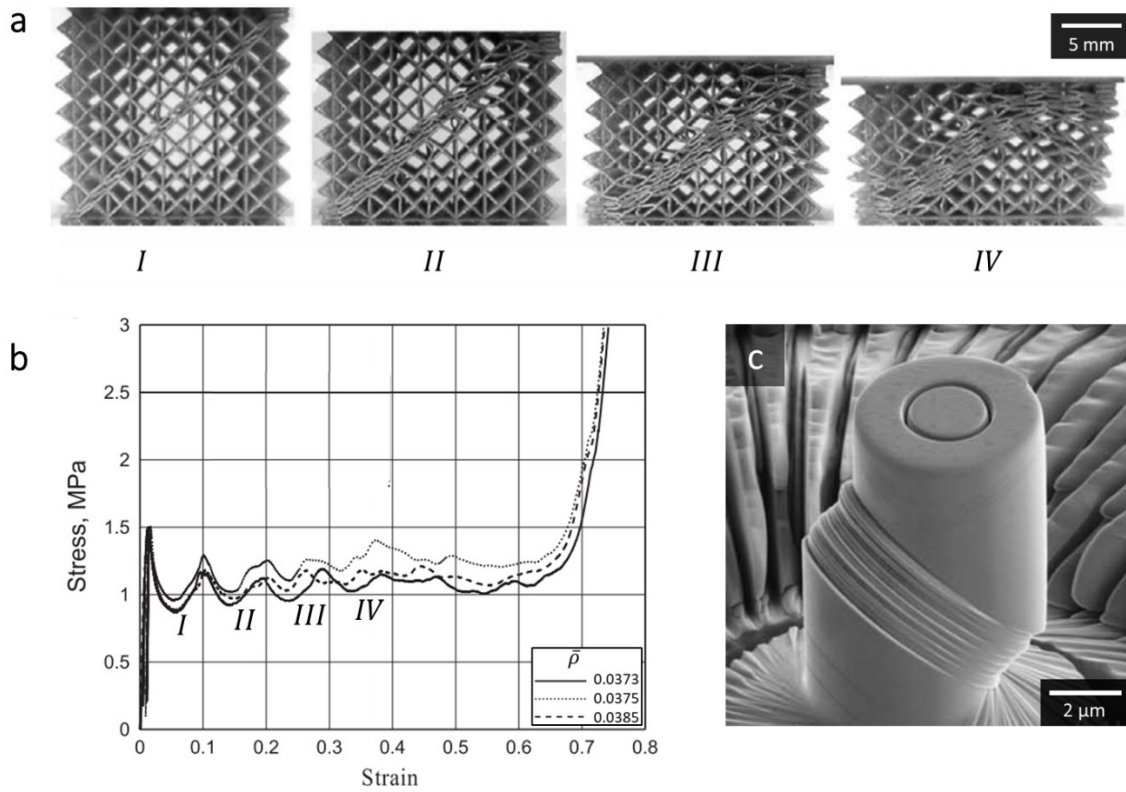 a
5 mm
I
II
III
IV
b
3
2.5
2
1.5
1
0.5
0
Stress, MPa
I
II
III
IV
ρ̄
0.0373
0.0375
0.0385
0
0.1
0.2
0.3
0.4
0.5
0.6
0.7
0.8
Strain
c
2 µm